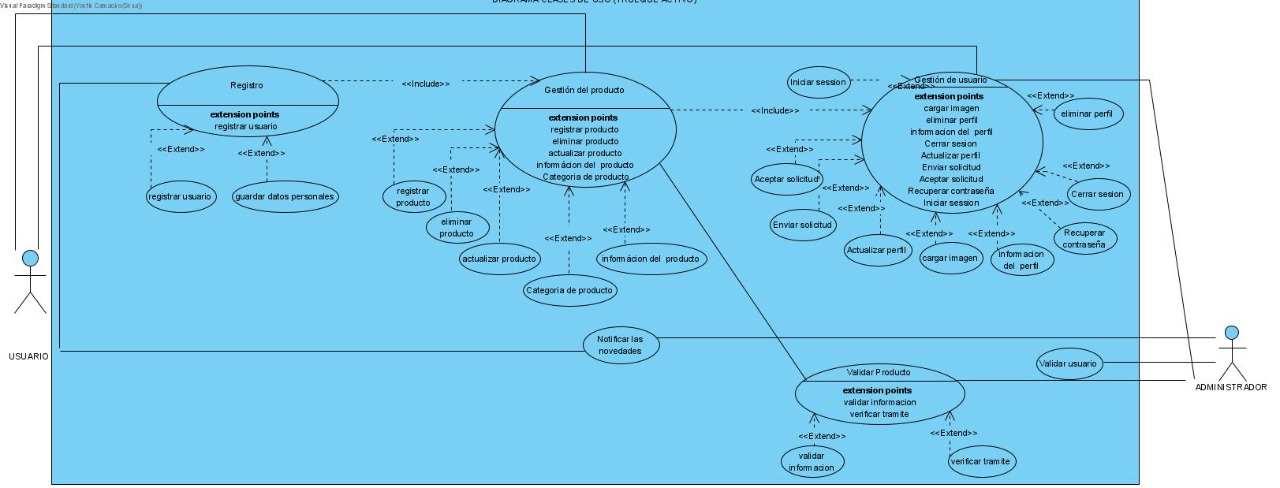 Visual Paradigm Standard(Yeritb Camacho(Sena))
DIAGRAMA CLASES DE USO (TRUEQUE ACTIVO)
Registro
extension points
registrar usuario
<<Include>>
<<Extend>>
<<Extend>>
registrar usuario
guardar datos personales
Gestión del producto
extension points
registrar producto
eliminar producto
actualizar producto
informácion del producto
Categoria de producto
<<Include>>
<<Extend>>
<<Extend>>
<<Extend>>
<<Extend>>
<<Extend>>
registrar
producto
eliminar
producto
actualizar producto
Categoria de producto
informácion del producto
Iniciar session
<<Extend>>
Gestión de usuario
extension points
cargar imagen
eliminar perfil
informacion del perfil
Cerrar sesion
Actualizar perfil
Enviar solicitud
Aceptar solicitud
Recuperar contraseña
Iniciar session
<<Extend>>
eliminar perfil
<<Extend>>
Cerrar sesion
<<Extend>>
Recuperar
contraseña
<<Extend>>
Aceptar solicitud
<<Extend>>
Enviar solicitud
<<Extend>>
Actualizar perfil
<<Extend>>
cargar imagen
<<Extend>>
informacion
del perfil
USUARIO
Notificar las
novedades
Validar usuario
ADMINISTRADOR
Validar Producto
extension points
validar informacion
verificar tramite
<<Extend>>
<<Extend>>
validar
informacion
verificar tramite